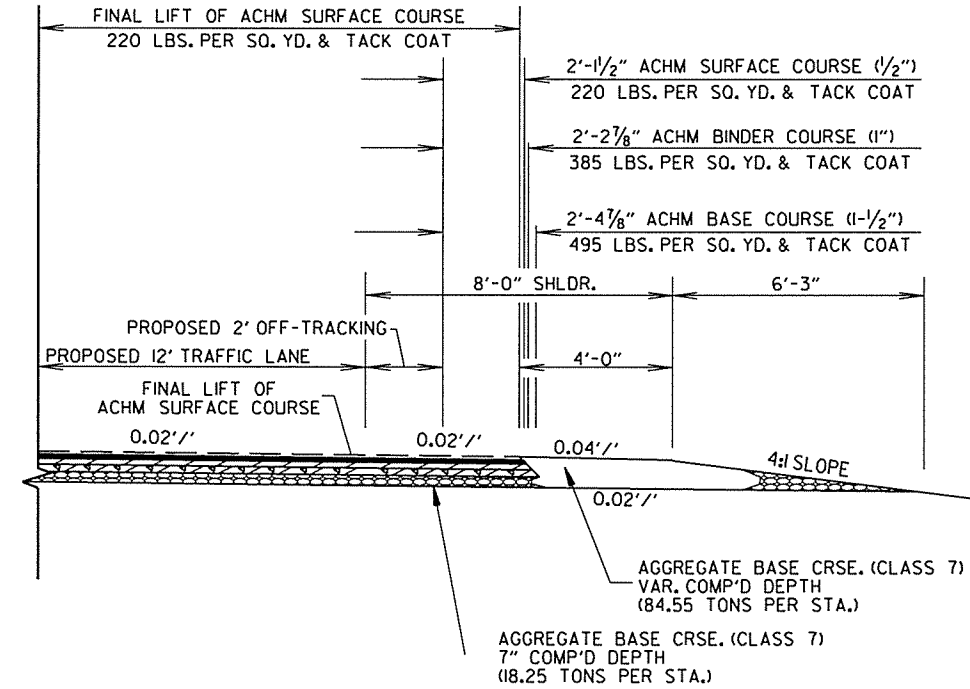 FINAL LIFT OF ACHM SURFACE COURSE
220 LBS. PER SQ. YD. & TACK COAT
2'-1½" ACHM SURFACE COURSE (½")
220 LBS. PER SQ. YD. & TACK COAT
2'-2⅞" ACHM BINDER COURSE (1")
385 LBS. PER SQ. YD. & TACK COAT
2'-4⅞" ACHM BASE COURSE (1-½")
495 LBS. PER SQ. YD. & TACK COAT
8'-0" SHLDR.
6'-3"
PROPOSED 2' OFF-TRACKING
PROPOSED 12' TRAFFIC LANE
4'-0"
FINAL LIFT OF
ACHM SURFACE COURSE
0.02'/'
0.02'/'
0.04'/'
4:1 SLOPE
0.02'/'
AGGREGATE BASE CRSE. (CLASS 7)
VAR. COMP'D DEPTH
(84.55 TONS PER STA.)
AGGREGATE BASE CRSE. (CLASS 7)
7" COMP'D DEPTH
(18.25 TONS PER STA.)